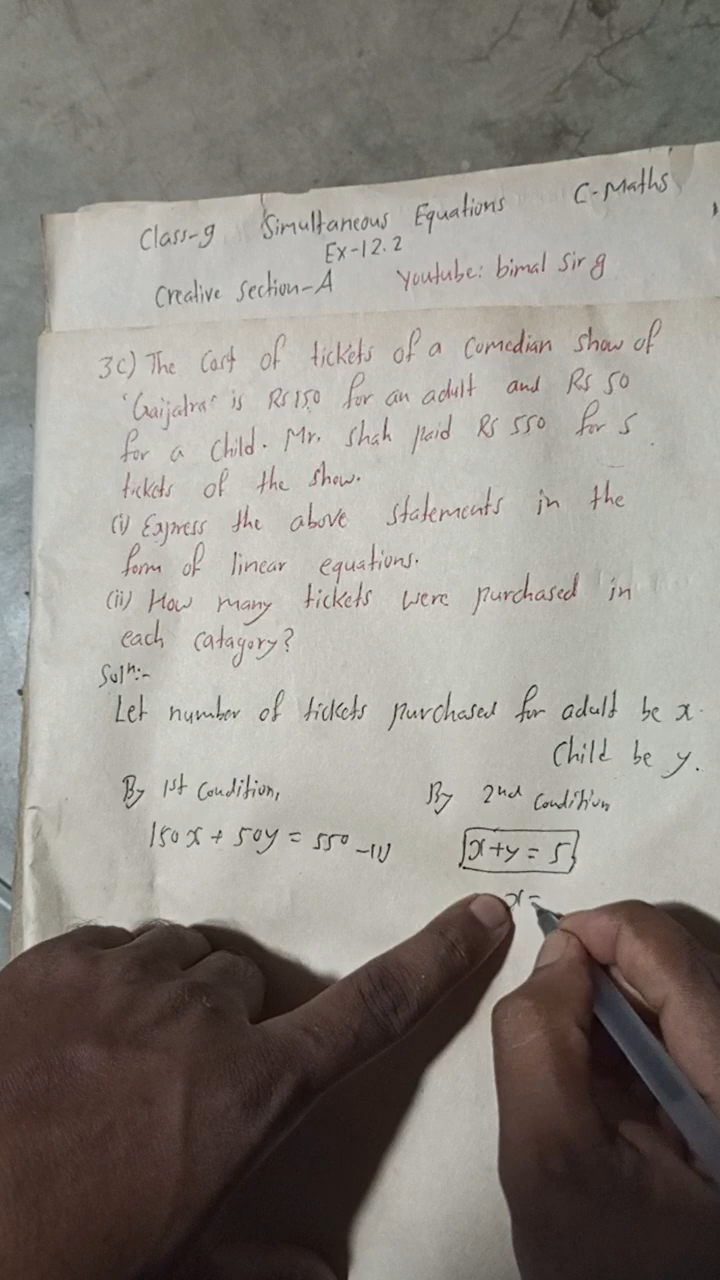 Class-9 Simultaneous Equations C-Maths
Ex-12.2
Creative Section-A Youtube: bimal Sir g
3c) The Cost of tickets of a Comedian show of
'Gaijatra' is RS 150 for an adult and RS 50
for a Child. Mr. Shah paid RS 550 for 5
tickets of the show.
(i) Express the above statements in the
form of linear equations.
(ii) How many tickets were purchased in
each catagory?
Solⁿ:-
Let number of tickets purchased for adult be x.
Child be y.
By 1st Condition, By 2nd Condition
150x + 50y = 550 -(i) x+y = 5
x =